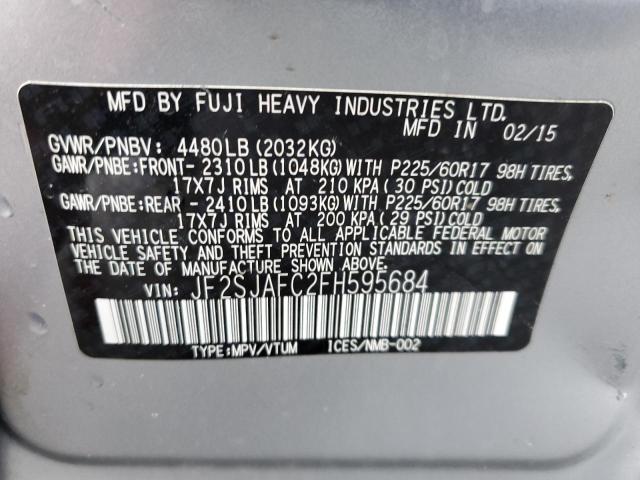 MFD BY FUJI HEAVY INDUSTRIES LTD.
MFD IN 02/15
GVWR/PNBV: 4480LB(2032KG)
GAWR/PNBE:FRONT-2310LB(1048KG)WITH P225/60R17 98H TIRES,
17X7J RIMS AT 210 KPA(30 PSI)COLD
GAWR/PNBE:REAR -2410LB(1093KG)WITH P225/60R17 98H TIRES,
17X7J RIMS AT 200 KPA(29 PSI)COLD
THIS VEHICLE CONFORMS TO ALL APPLICABLE FEDERAL MOTOR
VEHICLE SAFETY AND THEFT PREVENTION STANDARDS IN EFFECT ON
THE DATE OF MANUFACTURE SHOWN ABOVE.
VIN: JF2SJAFC2FH595684
TYPE:MPV/VTUM ICES/NMB-002